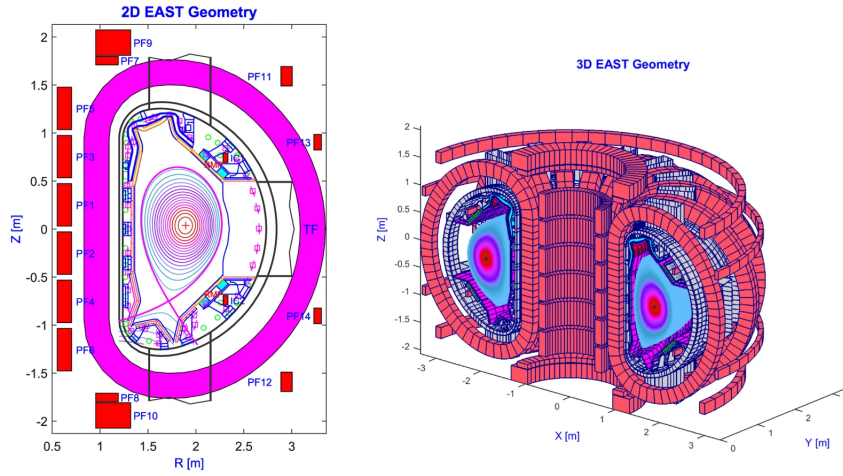 2D EAST Geometry
2
1.5
1
0.5
0
-0.5
-1
-1.5
-2
Z [m]
PF9
PF7
PF11
PF5
PF13
PF3
IC1
PF1
TF
PF2
PF4
IC2
PF14
PF6
PF12
PF8
PF10
0.5 1 1.5 2 2.5 3
R [m]
3D EAST Geometry
2
1.5
1
0.5
0
-0.5
-1
-1.5
-2
Z [m]
-3 -2 -1 0 1 2 3
X [m]
0 1 2
Y [m]